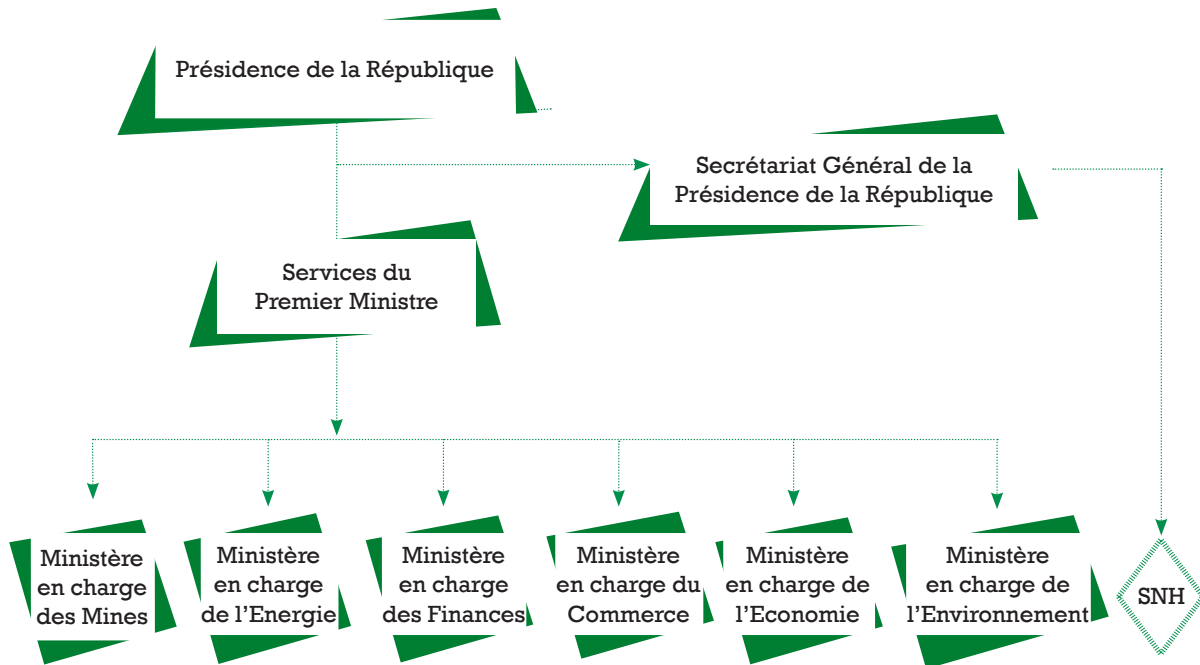 Présidence de la République
Secrétariat Général de la
Présidence de la République
Services du
Premier Ministre
Ministère
en charge
des Mines
Ministère
en charge
de l'Energie
Ministère
en charge
des Finances
Ministère
en charge du
Commerce
Ministère
en charge de
l'Economie
Ministère
en charge de
l'Environnement
SNH